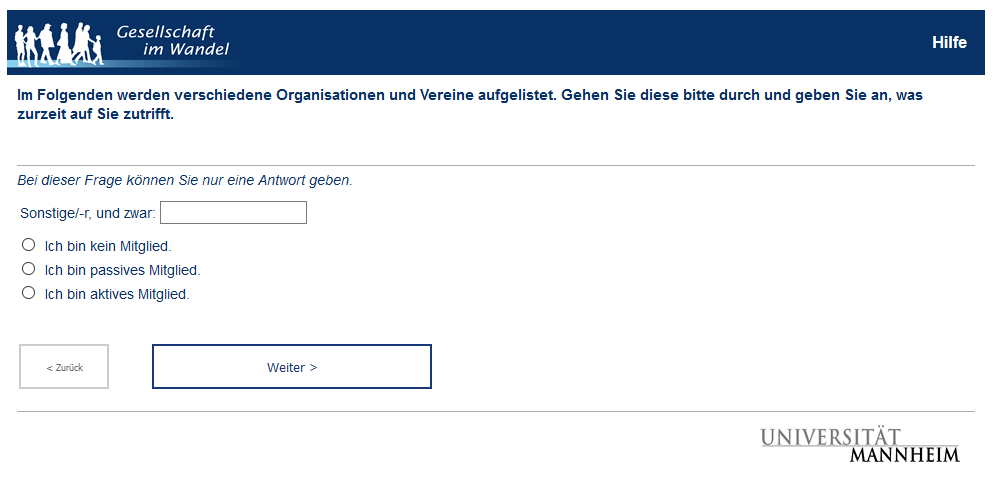 Gesellschaft
im Wandel
Hilfe
Im Folgenden werden verschiedene Organisationen und Vereine aufgelistet. Gehen Sie diese bitte durch und geben Sie an, was
zurzeit auf Sie zutrifft.
Bei dieser Frage können Sie nur eine Antwort geben.
Sonstige/-r, und zwar:
Ich bin kein Mitglied.
Ich bin passives Mitglied.
Ich bin aktives Mitglied.
< Zurück
Weiter >
UNIVERSITÄT
MANNHEIM